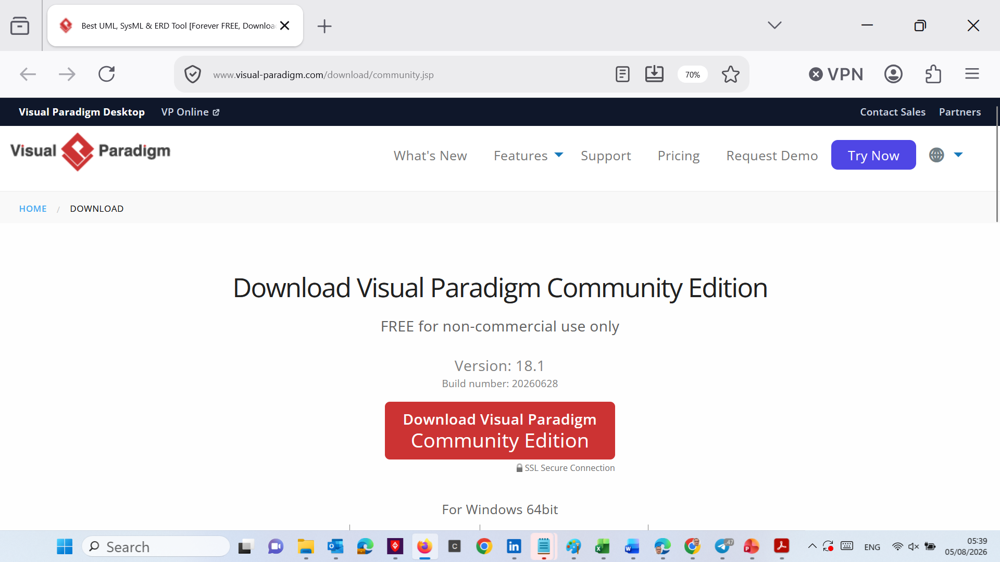 Best UML, SysML & ERD Tool [Forever FREE, Downloa
www.visual-paradigm.com/download/community.jsp
70%
VPN
Visual Paradigm Desktop
VP Online
Contact Sales
Partners
Visual Paradigm
What's New
Features
Support
Pricing
Request Demo
Try Now
HOME / DOWNLOAD
Download Visual Paradigm Community Edition
FREE for non-commercial use only
Version: 18.1
Build number: 20260628
Download Visual Paradigm
Community Edition
SSL Secure Connection
For Windows 64bit
Search
C
47
ENG
05:39
05/08/2026